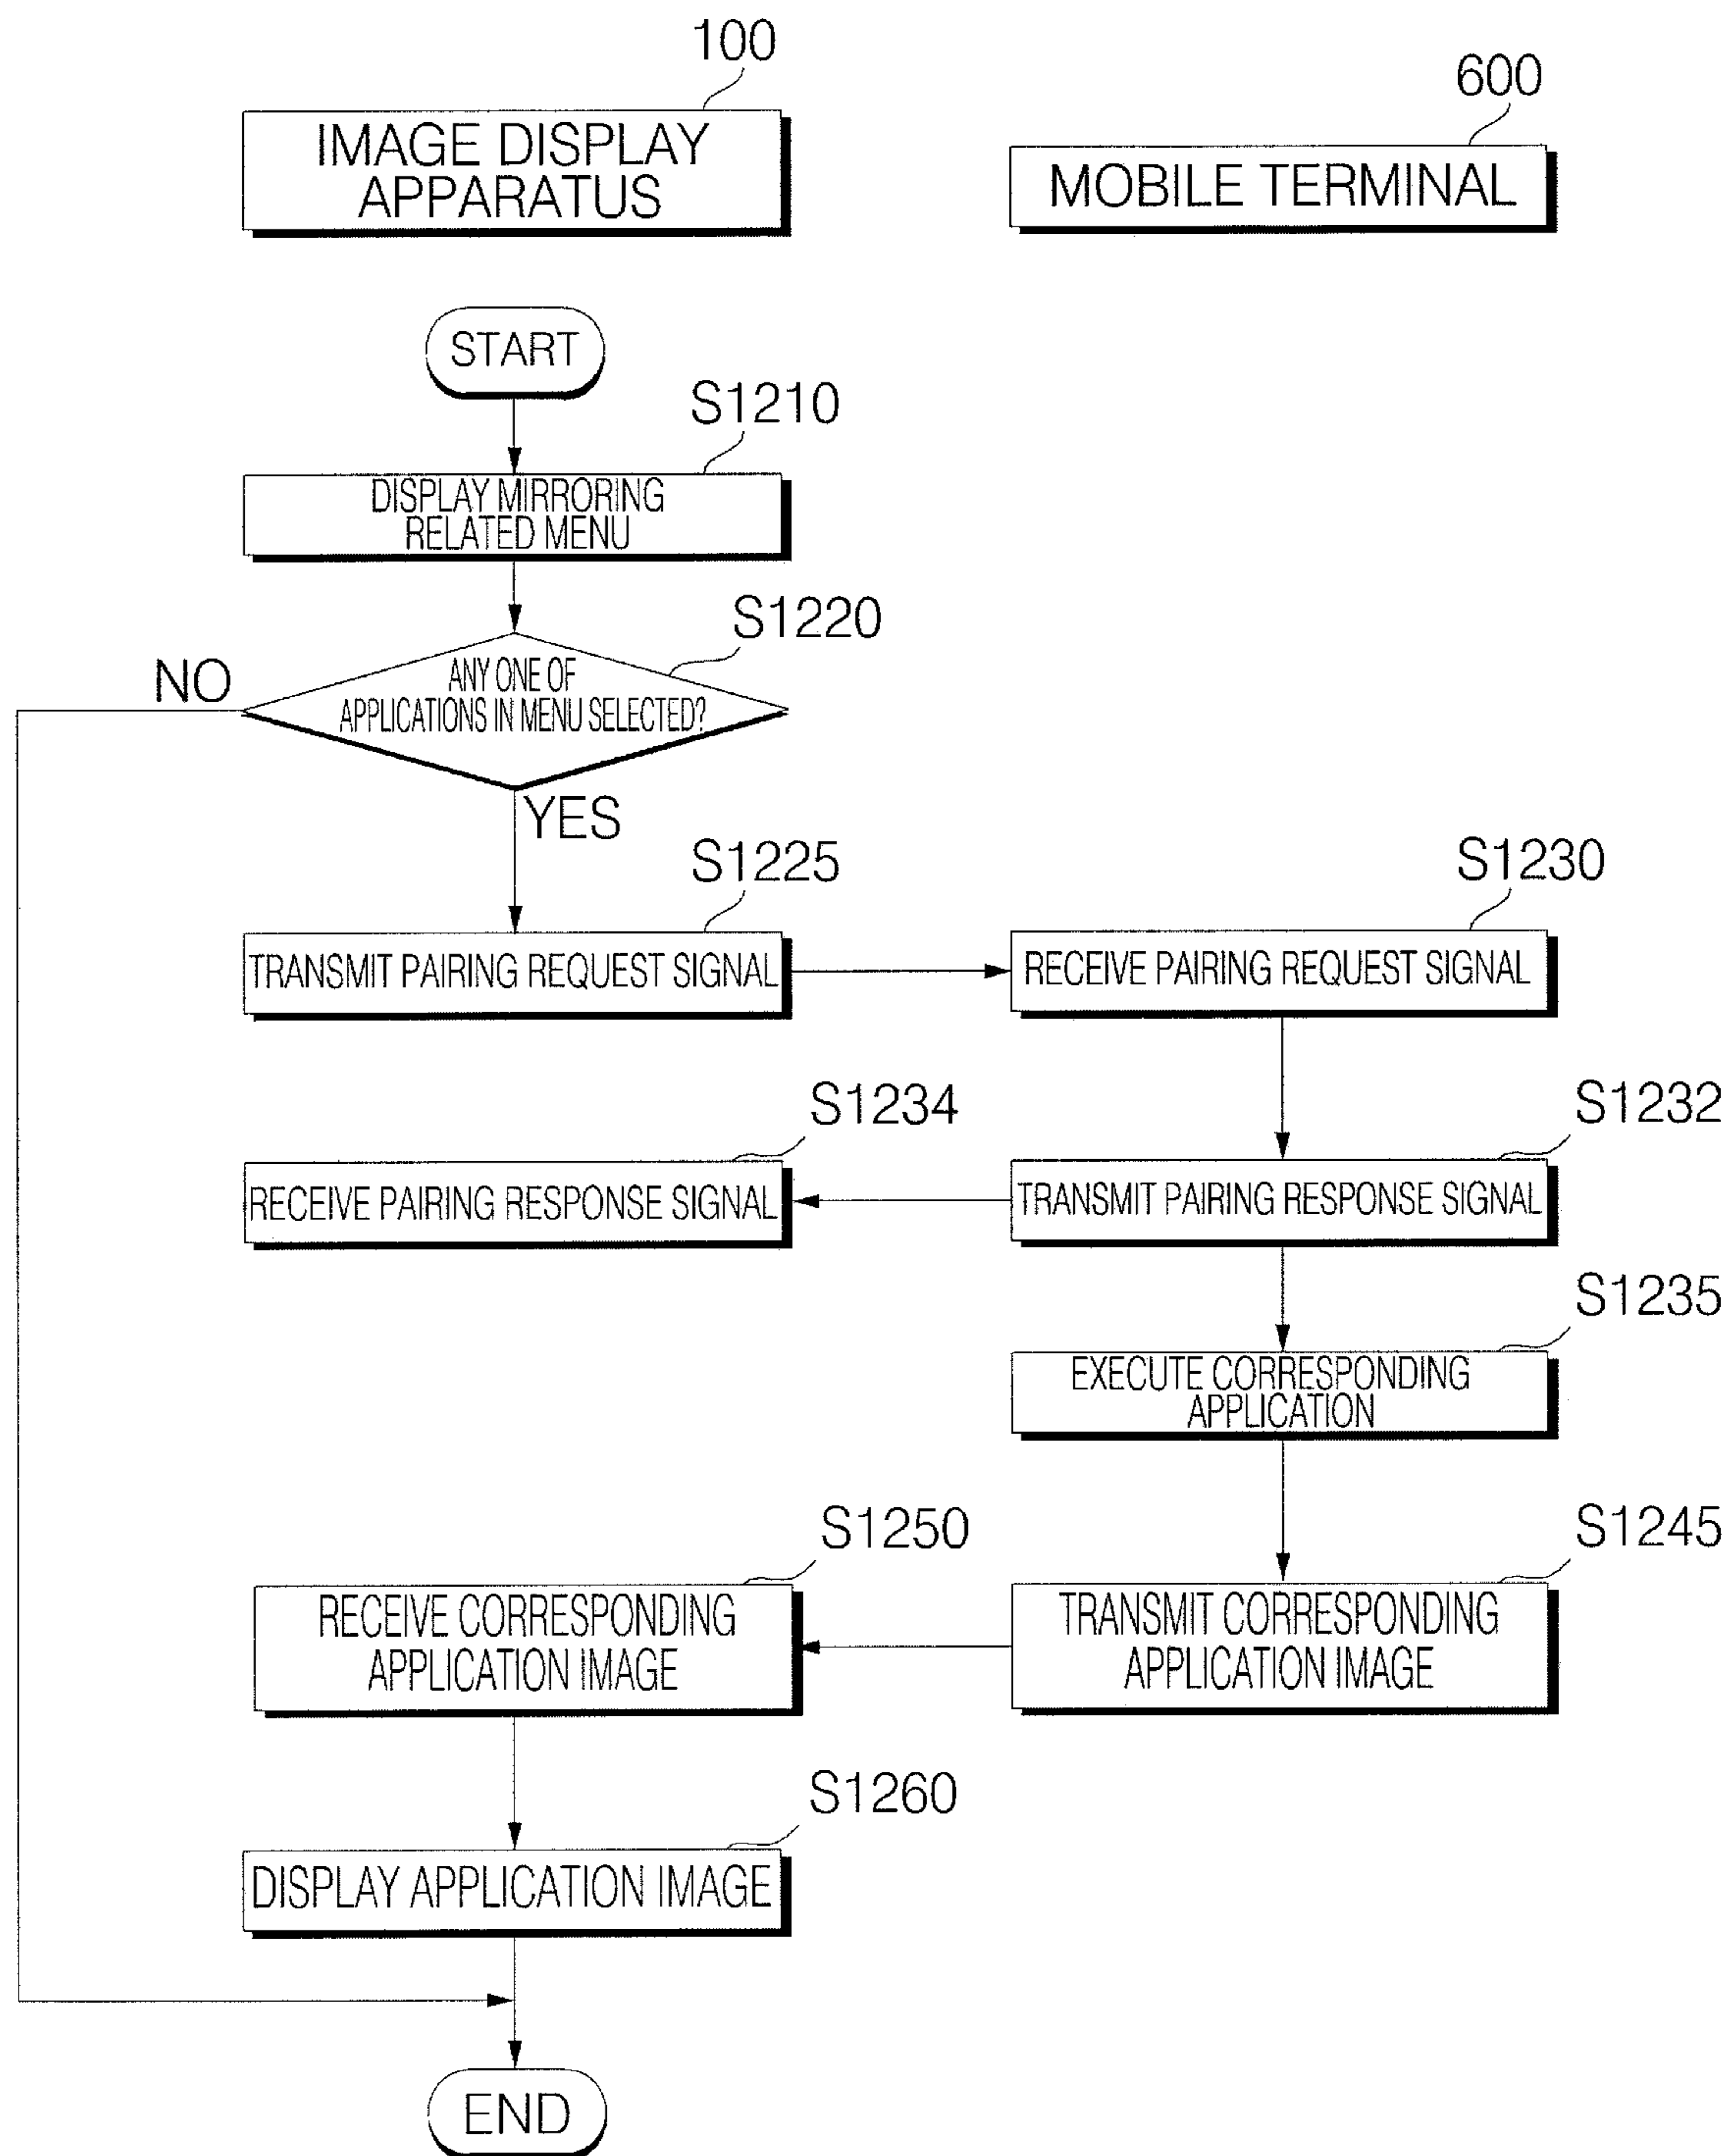 100
IMAGE DISPLAY
APPARATUS
600
MOBILE TERMINAL
START
S1210
DISPLAY MIRRORING
RELATED MENU
S1220
NO
ANY ONE OF
APPLICATIONS IN MENU SELECTED?
YES
S1225
TRANSMIT PAIRING REQUEST SIGNAL
S1230
RECEIVE PAIRING REQUEST SIGNAL
S1234
RECEIVE PAIRING RESPONSE SIGNAL
S1232
TRANSMIT PAIRING RESPONSE SIGNAL
S1235
EXECUTE CORRESPONDING
APPLICATION
S1250
RECEIVE CORRESPONDING
APPLICATION IMAGE
S1245
TRANSMIT CORRESPONDING
APPLICATION IMAGE
S1260
DISPLAY APPLICATION IMAGE
END